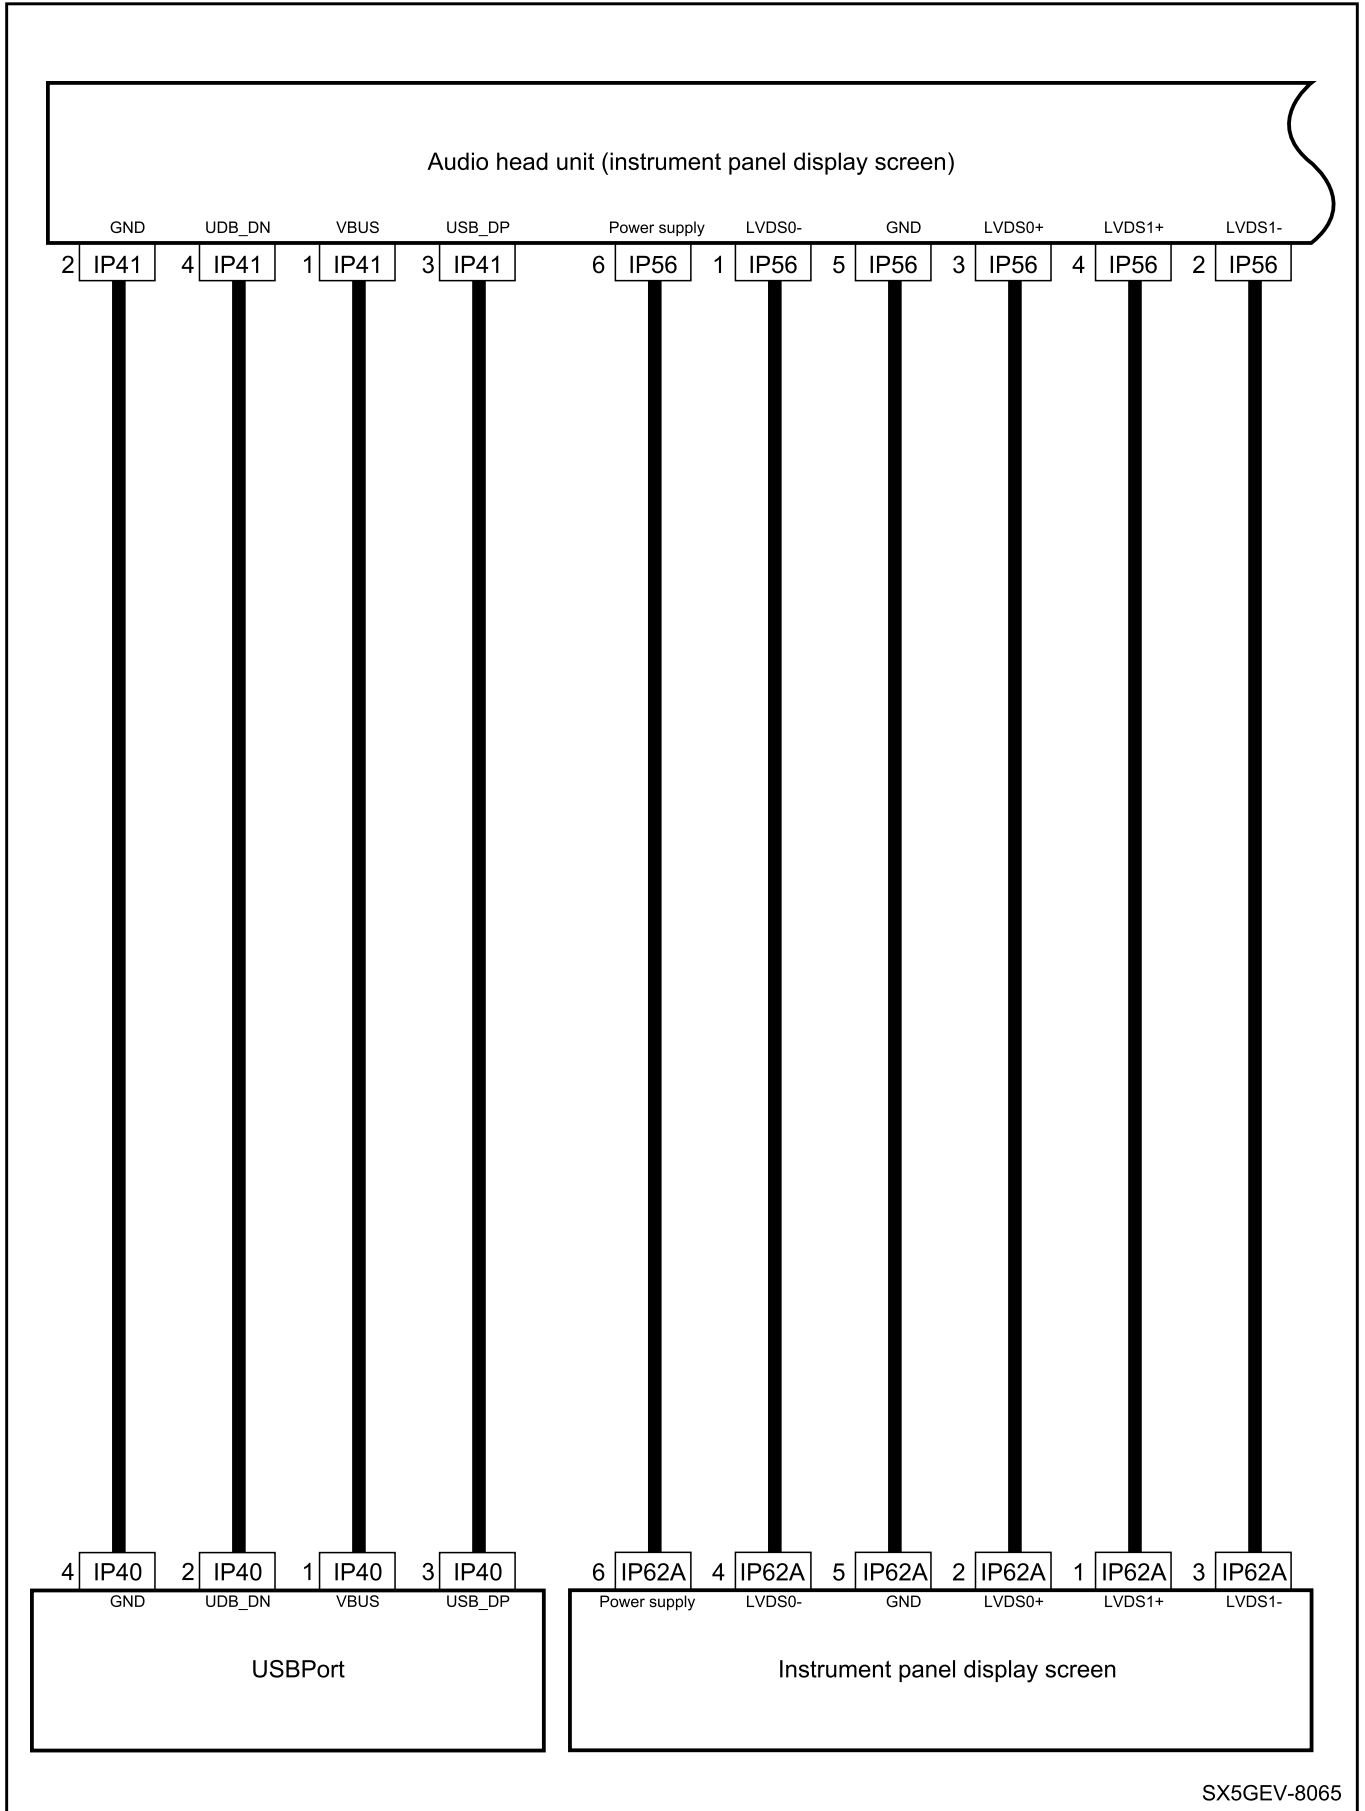 Audio head unit (instrument panel display screen)
GND UDB_DN VBUS USB_DP Power supply LVDS0- GND LVDS0+ LVDS1+ LVDS1-
2 IP41 4 IP41 1 IP41 3 IP41 6 IP56 1 IP56 5 IP56 3 IP56 4 IP56 2 IP56
4 IP40 2 IP40 1 IP40 3 IP40 6 IP62A 4 IP62A 5 IP62A 2 IP62A 1 IP62A 3 IP62A
GND UDB_DN VBUS USB_DP Power supply LVDS0- GND LVDS0+ LVDS1+ LVDS1-
USBPort Instrument panel display screen
SX5GEV-8065